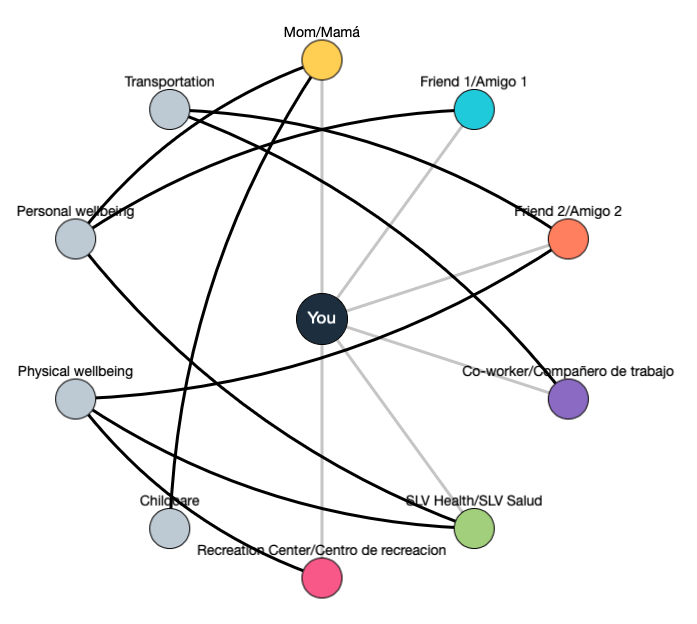 Mom/Mamá
Transportation
Friend 1/Amigo 1
Personal wellbeing
Friend 2/Amigo 2
You
Physical wellbeing
Co-worker/Compañero de trabajo
Childcare
SLV Health/SLV Salud
Recreation Center/Centro de recreacion